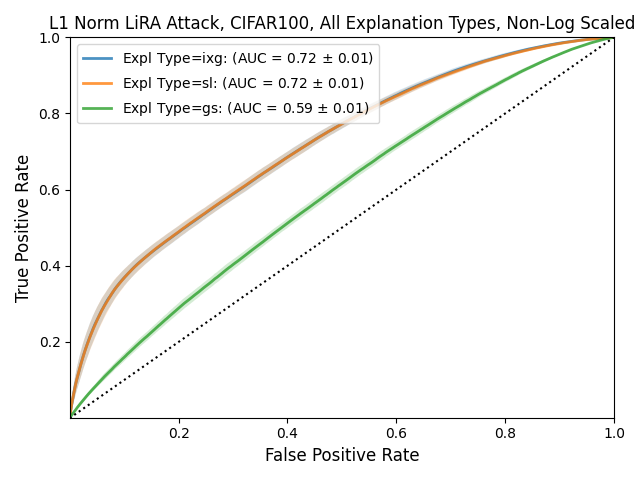 L1 Norm LiRA Attack, CIFAR100, All Explanation Types, Non-Log Scaled
Expl Type=ixg: (AUC = 0.72 ± 0.01)
Expl Type=sl: (AUC = 0.72 ± 0.01)
Expl Type=gs: (AUC = 0.59 ± 0.01)
True Positive Rate
1.0
0.8
0.6
0.4
0.2
0.2 0.4 0.6 0.8 1.0
False Positive Rate